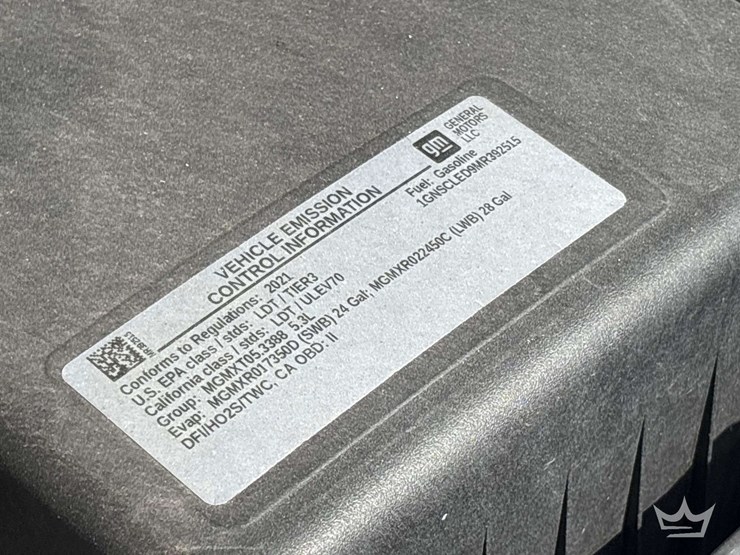 gm
GENERAL
MOTORS
LLC
VEHICLE EMISSION
CONTROL INFORMATION
Fuel: Gasoline
1GNSCLED9MR392515
Conforms to Regulations: 2021
U.S. EPA class / stds: LDT / TIER3
California class / stds: LDT / ULEV70
Group: MGMXT05.3388 5.3L
Evap: MGMXR017350D (SWB) 24 Gal; MGMXR022450C (LWB) 28 Gal
DFI/HO2S/TWC, CA OBD: II